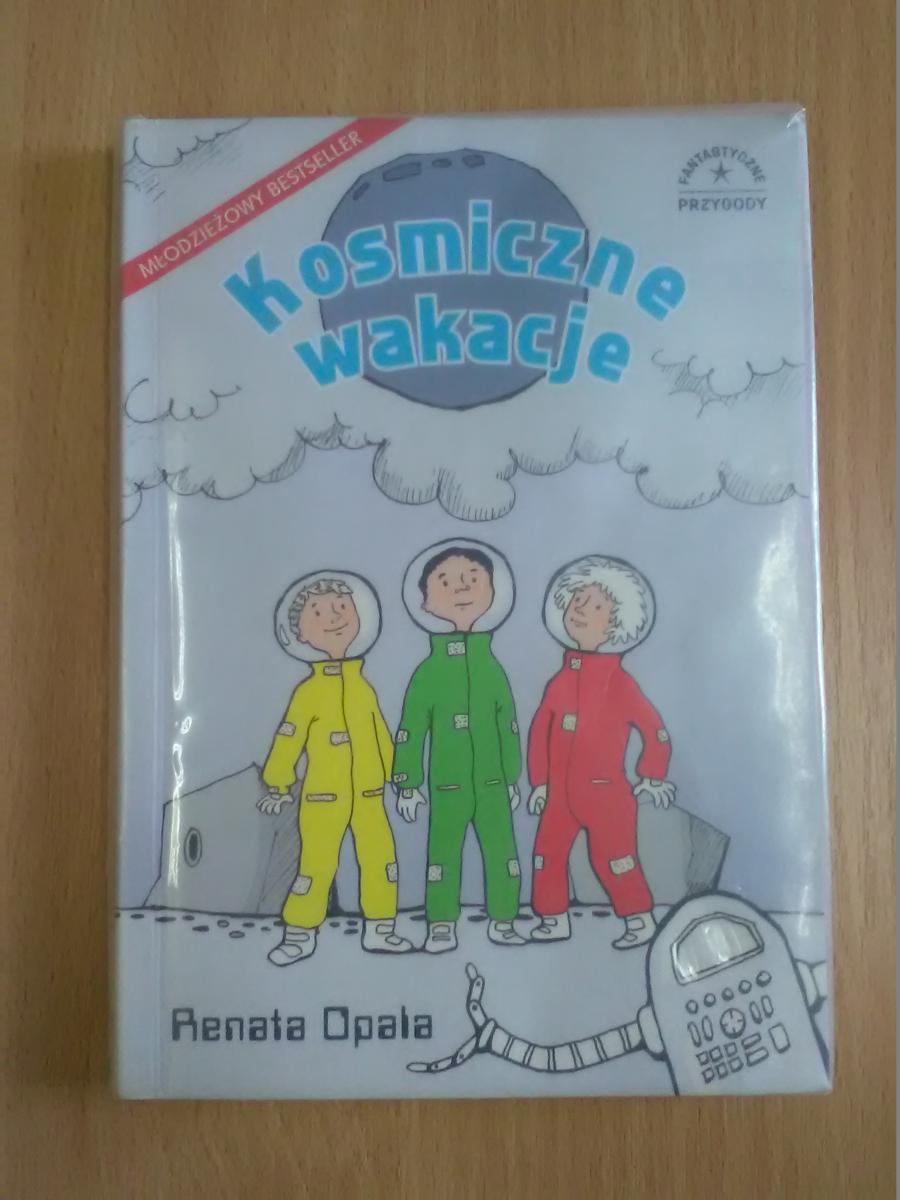 MŁODZIEŻOWY BESTSELLER
FANTASTYCZNE
PRZYGODY
Kosmiczne
wakacje
Renata Opala